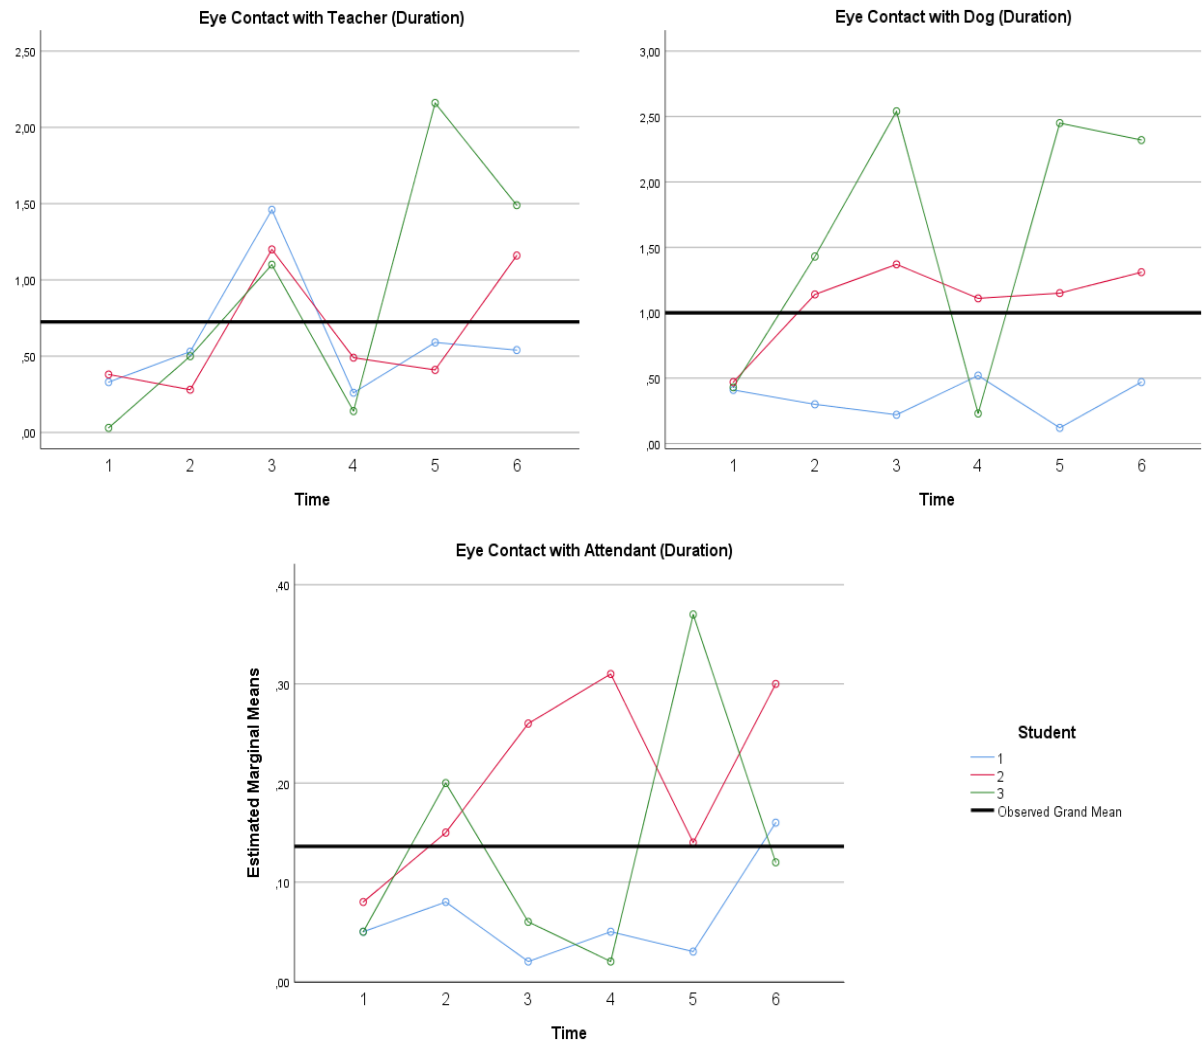 Eye Contact with Teacher (Duration)
2,50
2,00
1,50
1,00
,50
,00
1 2 3 4 5 6
Time
Eye Contact with Dog (Duration)
3,00
2,50
2,00
1,50
1,00
,50
,00
1 2 3 4 5 6
Time
Eye Contact with Attendant (Duration)
Estimated Marginal Means
,40
,30
,20
,10
,00
1 2 3 4 5 6
Time
Student
1
2
3
Observed Grand Mean